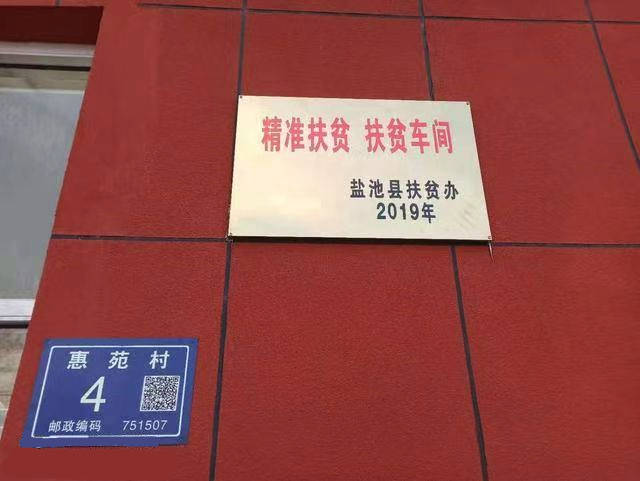 精准扶贫 扶贫车间
盐池县扶贫办
2019年
惠苑村
4
邮政编码 751507